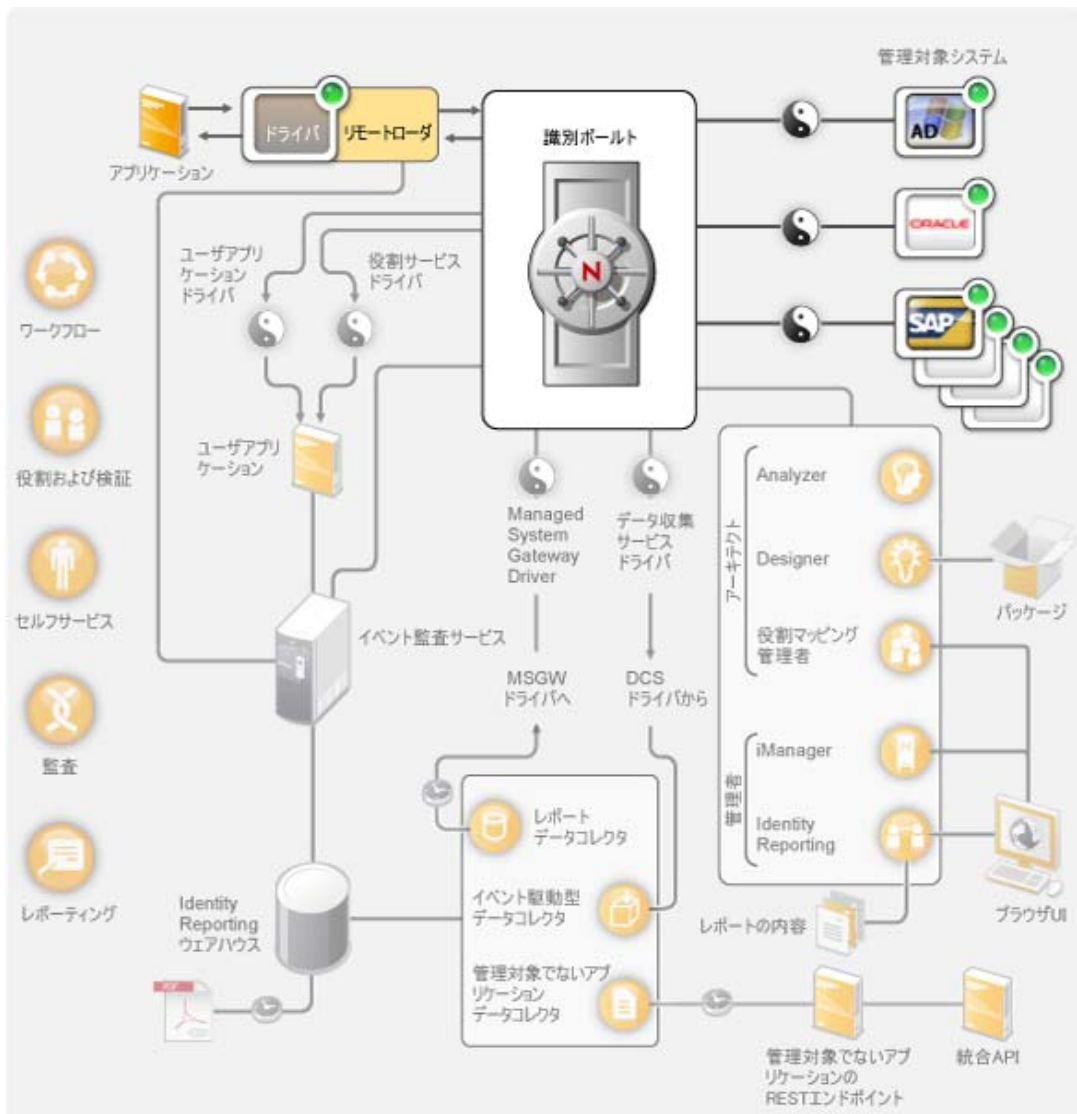 管理対象システム
ドライバ
リモートローダ
識別ボールト
AD
アプリケーション
ORACLE
ユーザアプリ
ケーション
ドライバ
役割サービス
ドライバ
N
SAP
ワークフロー
役割および検証
セルフサービス
監査
レポーティング
ユーザアプリ
ケーション
イベント監査サービス
Managed
System
Gateway
Driver
データ収集
サービス
ドライバ
MSGW
ドライバへ
DCS
ドライバから
アーキテクト
Analyzer
Designer
役割マッピング
管理者
管理者
iManager
Identity
Reporting
パッケージ
ブラウザUI
レポートの内容
レポート
データコレクタ
イベント駆動型
データコレクタ
管理対象でないアプ
リケーション
データコレクタ
Identity
Reporting
ウェアハウス
PDF
管理対象でないアプ
リケーションの
RESTエンドポイント
統合API